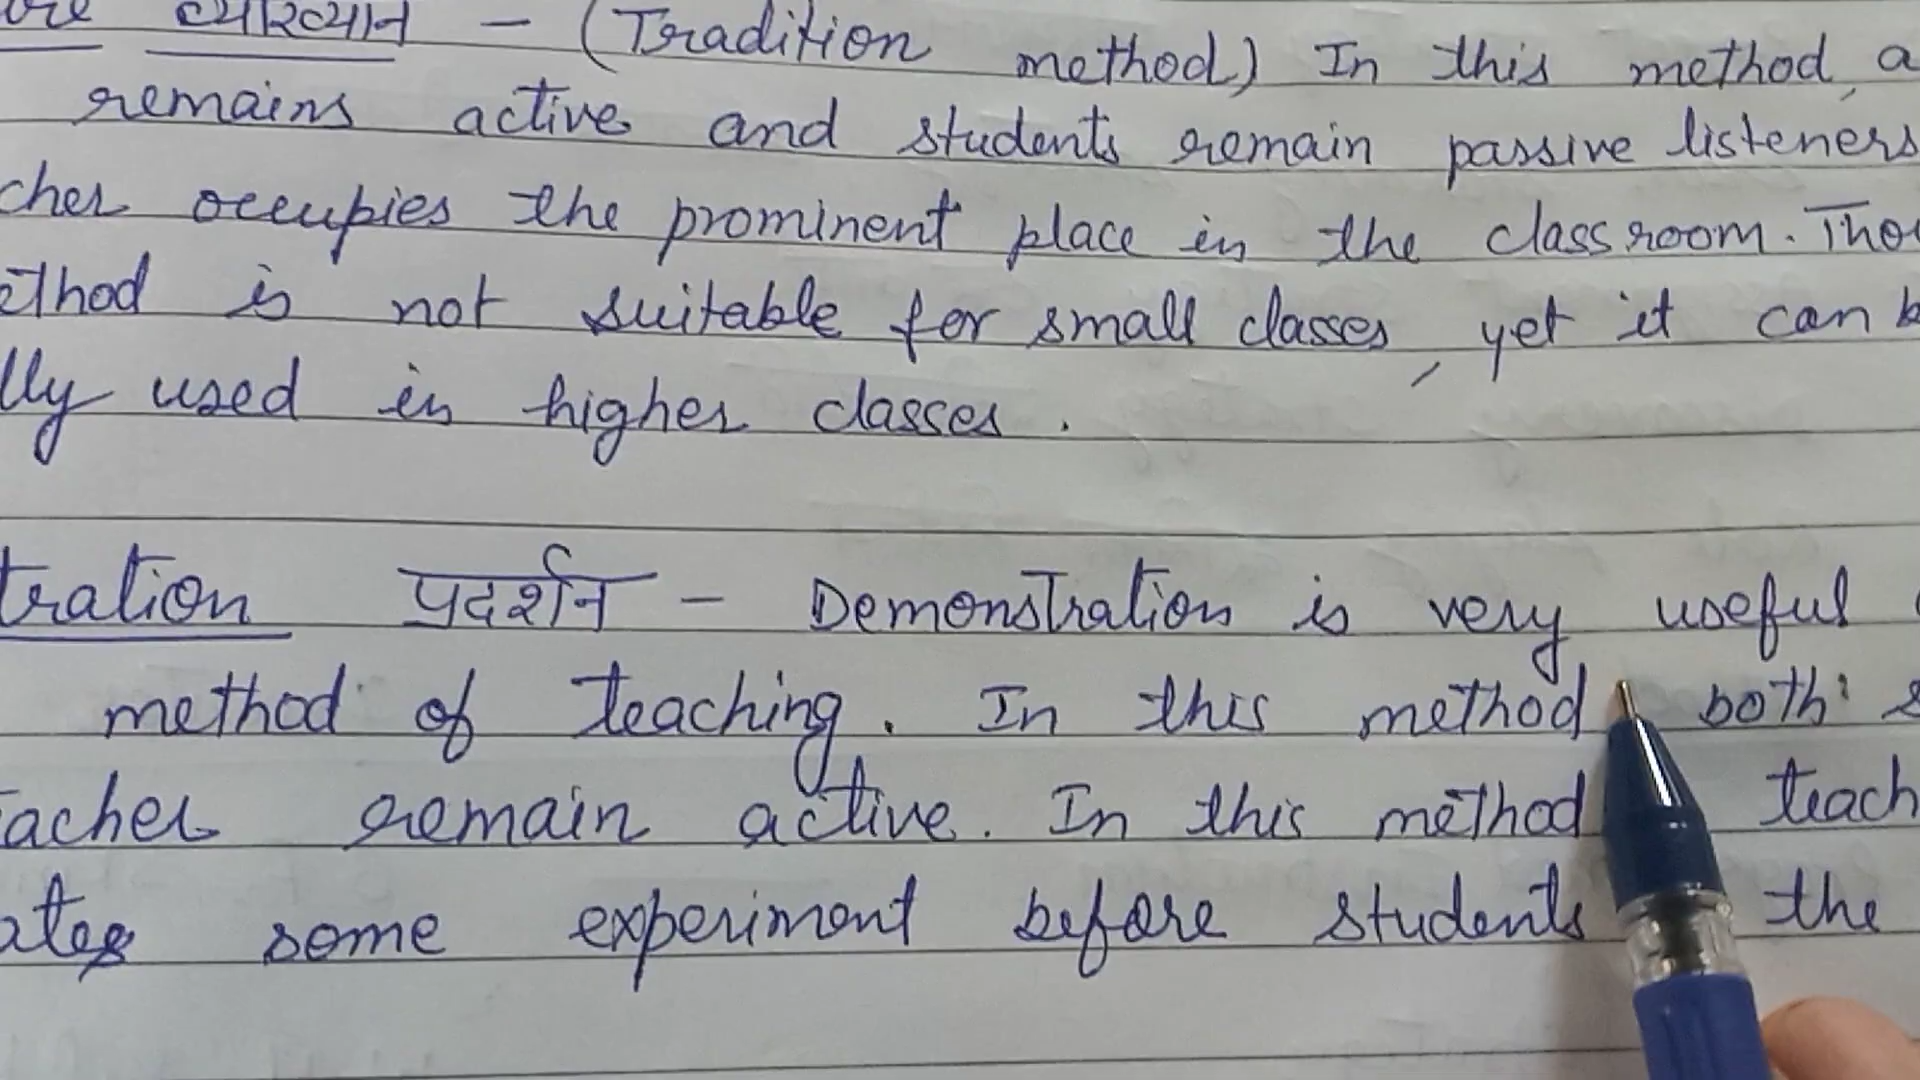 व्याख्यान - (Tradition method) In this method, a
remains active and students remain passive listeners
cher occupies the prominent place in the classroom. Tho
ethod is not suitable for small classes, yet it can b
lly used in higher classes.
tration प्रदर्शन - Demonstration is very useful
method of teaching. In this method both s
acher remain active. In this method teach
ates some experiment before students the